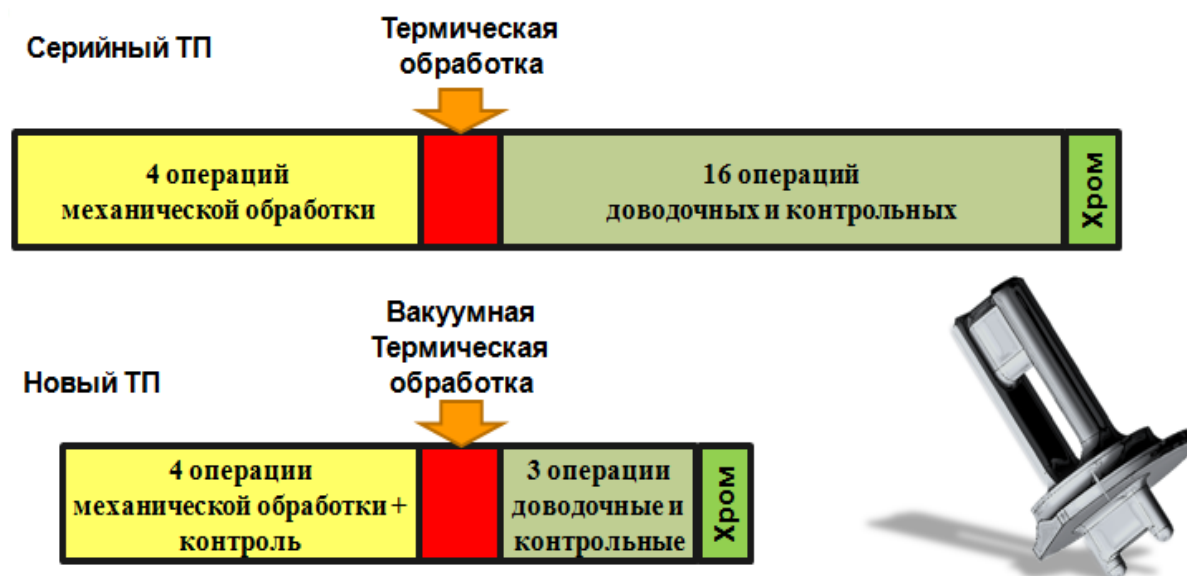 Серийный ТП
Термическая
обработка
4 операций
механической обработки
16 операций
доводочных и контрольных
Хром
Новый ТП
Вакуумная
Термическая
обработка
4 операции
механической обработки +
контроль
3 операции
доводочные и
контрольные
Хром